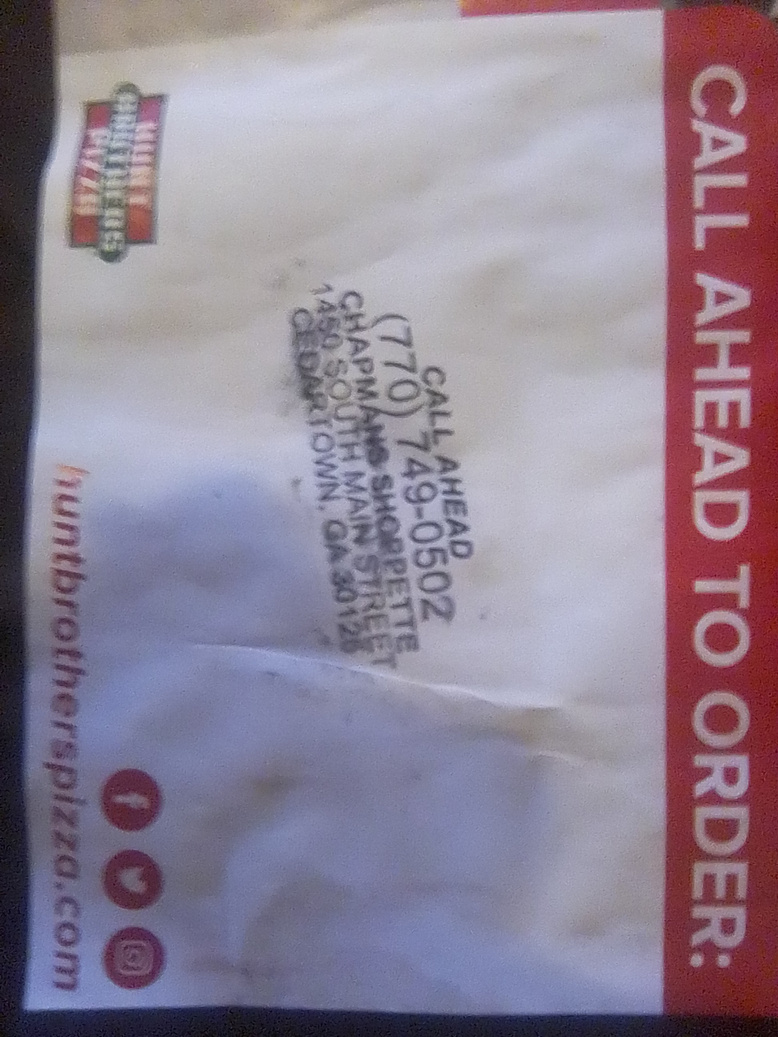 CALL AHEAD TO ORDER:
CALL AHEAD
(770) 749-0502
CHAPMANS SHOPPETTE
1450 SOUTH MAIN STREET
CEDARTOWN, GA 30125
HUNT
BROTHERS
PIZZA
huntbrotherspizza.com